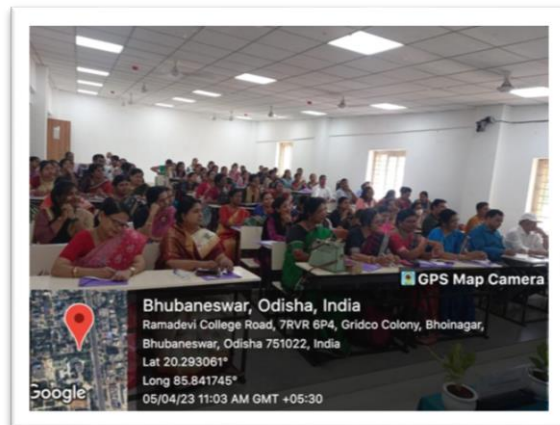 GPS Map Camera
Bhubaneswar, Odisha, India
Ramadevi College Road, 7RVR 6P4, Gridco Colony, Bhoinagar,
Bhubaneswar, Odisha 751022, India
Lat 20.293061°
Long 85.841745°
05/04/23 11:03 AM GMT +05:30
Google